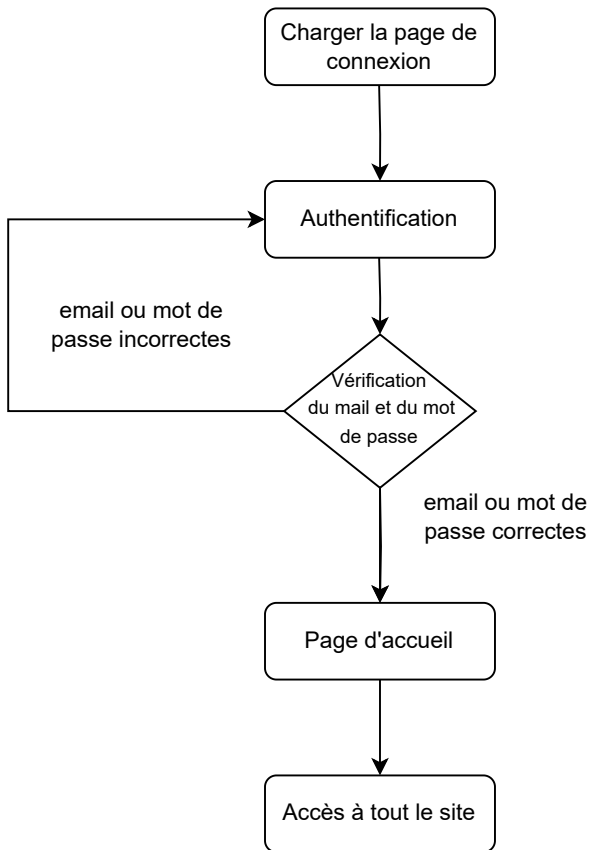 Charger la page de
connexion
Authentification
email ou mot de
passe incorrectes
Vérification
du mail et du mot
de passe
email ou mot de
passe correctes
Page d'accueil
Accès à tout le site